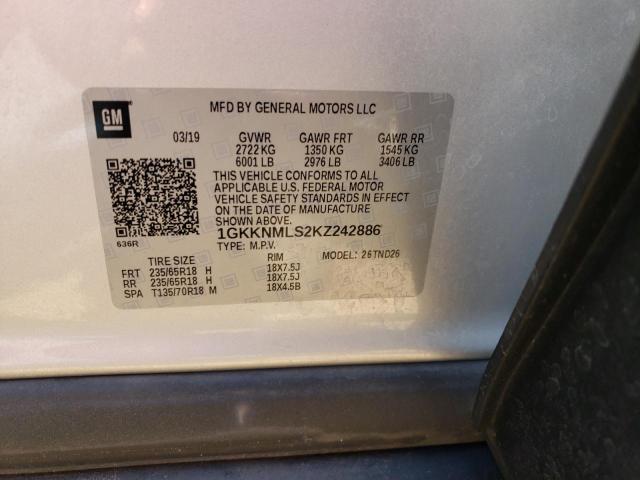 GM
MFD BY GENERAL MOTORS LLC
03/19 GVWR GAWR FRT GAWR RR
2722 KG 1350 KG 1545 KG
6001 LB 2976 LB 3406 LB
THIS VEHICLE CONFORMS TO ALL
APPLICABLE U.S. FEDERAL MOTOR
VEHICLE SAFETY STANDARDS IN EFFECT
ON THE DATE OF MANUFACTURE
SHOWN ABOVE.
1GKKNMLS2KZ242886
636R
TYPE: M.P.V. MODEL: 26TND26
TIRE SIZE RIM
FRT 235/65R18 H 18X7.5J
RR 235/65R18 H 18X7.5J
SPA T135/70R18 M 18X4.5B